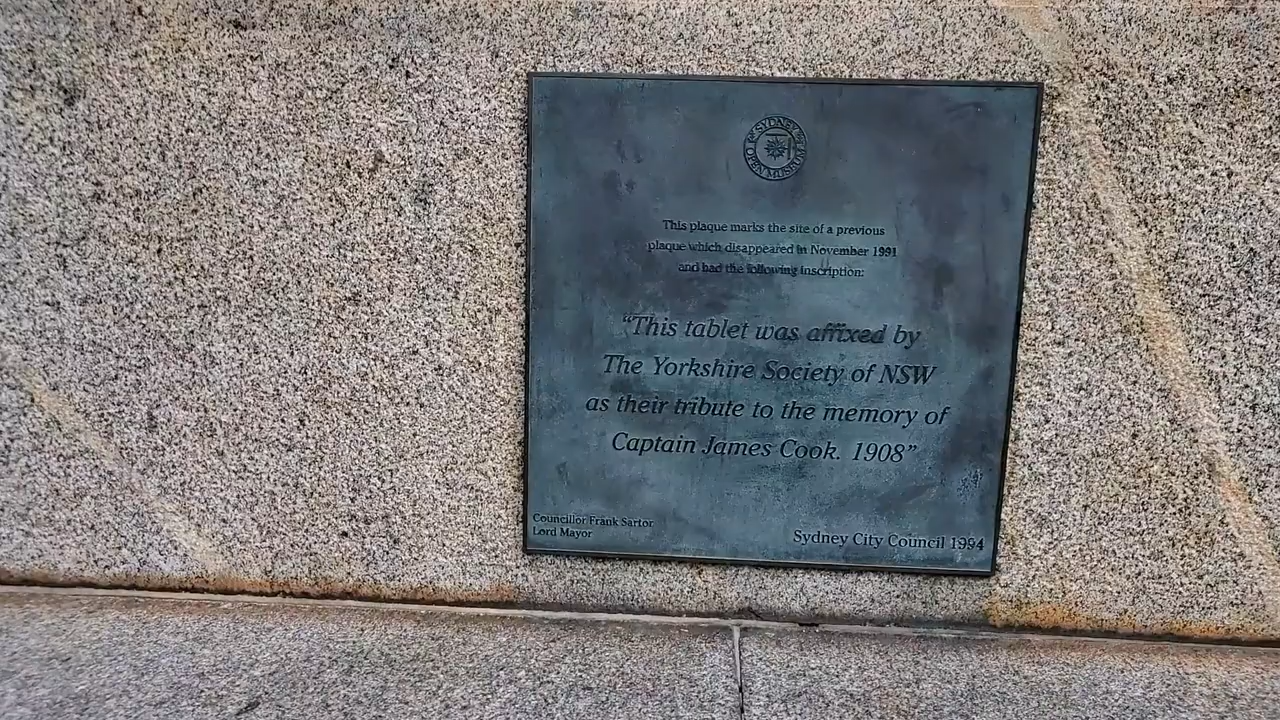 SYDNEY
OPEN MUSEUM
This plaque marks the site of a previous
plaque which disappeared in November 1991
and had the following inscription:
“This tablet was affixed by
The Yorkshire Society of NSW
as their tribute to the memory of
Captain James Cook. 1908”
Councillor Frank Sartor
Lord Mayor
Sydney City Council 1994